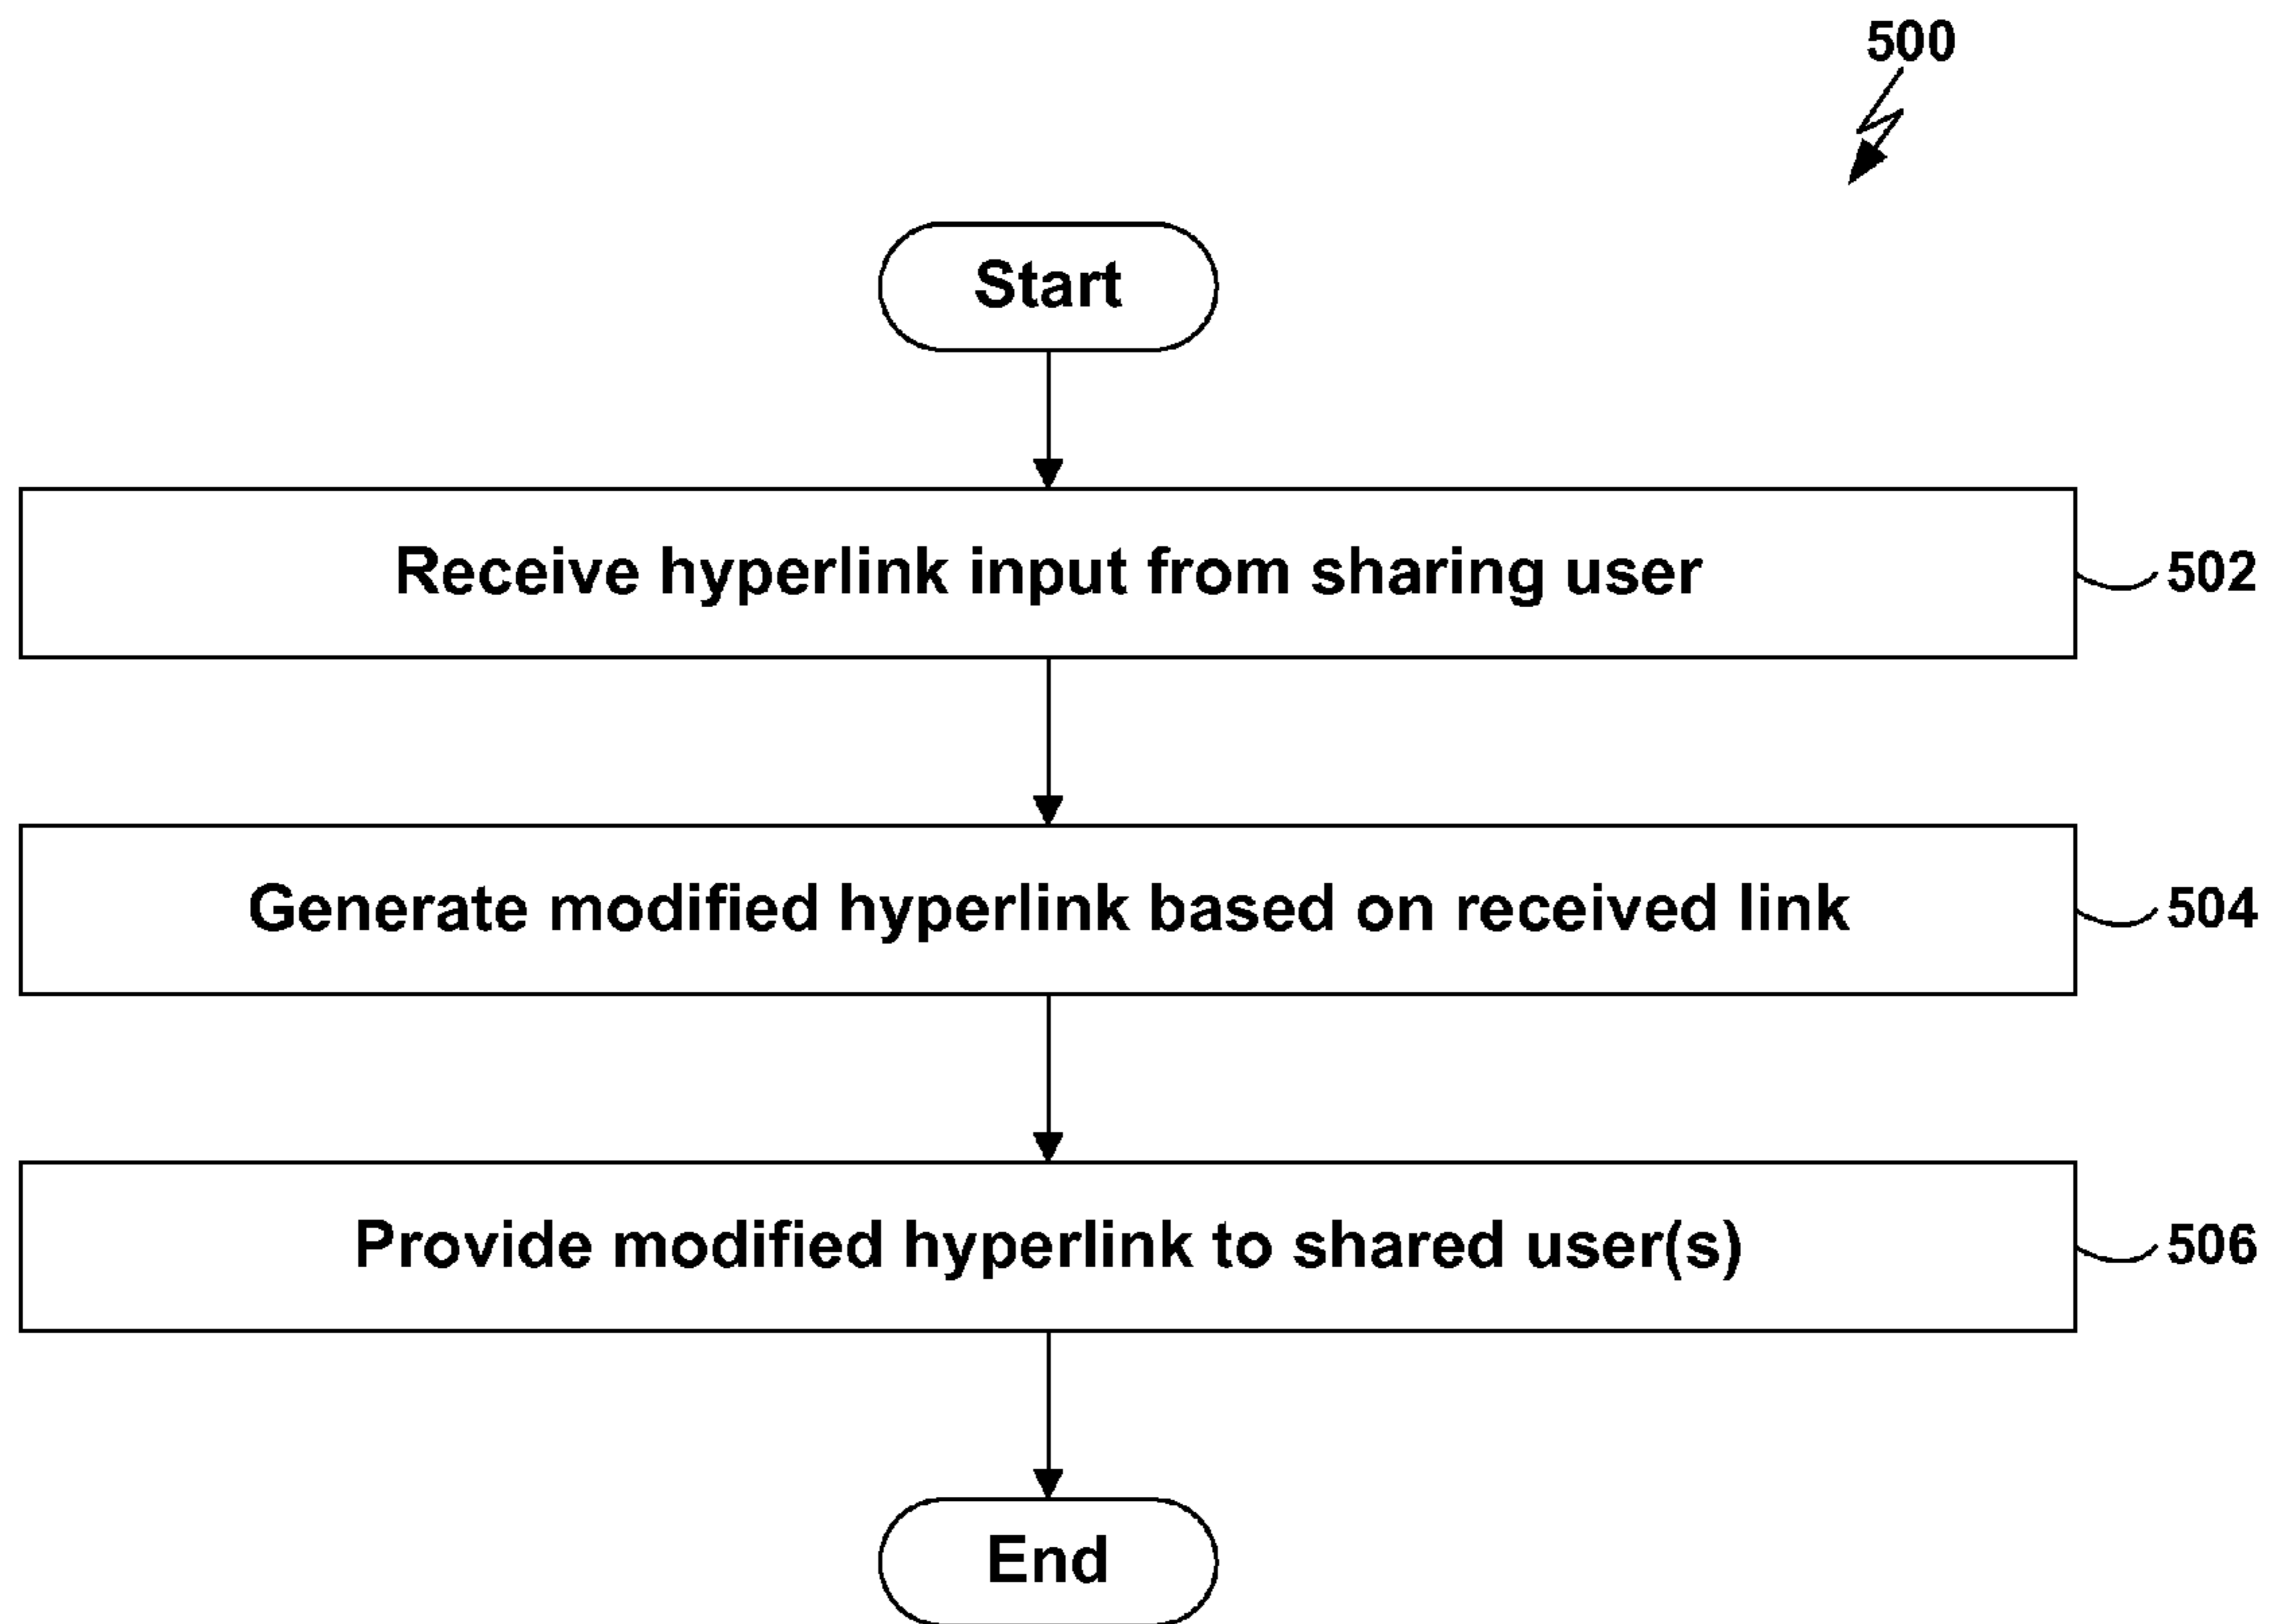 500
Start
Receive hyperlink input from sharing user
502
Generate modified hyperlink based on received link
504
Provide modified hyperlink to shared user(s)
506
End